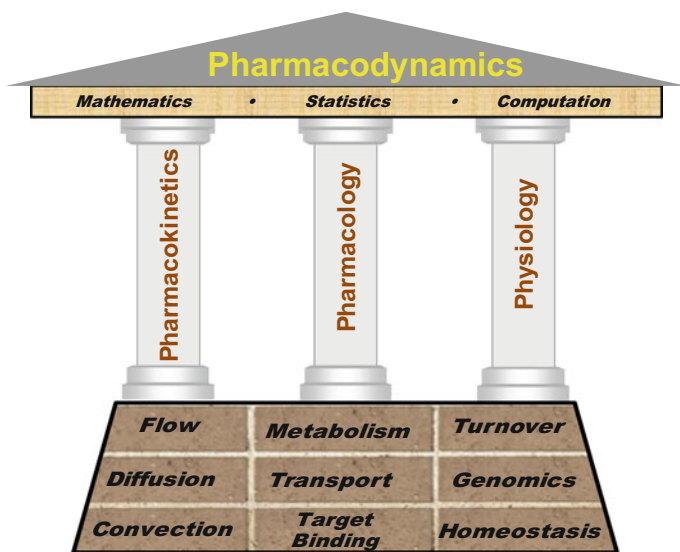 Pharmacodynamics
Mathematics • Statistics • Computation
Pharmacokinetics
Pharmacology
Physiology
Flow Metabolism Turnover
Diffusion Transport Genomics
Convection Target Binding Homeostasis